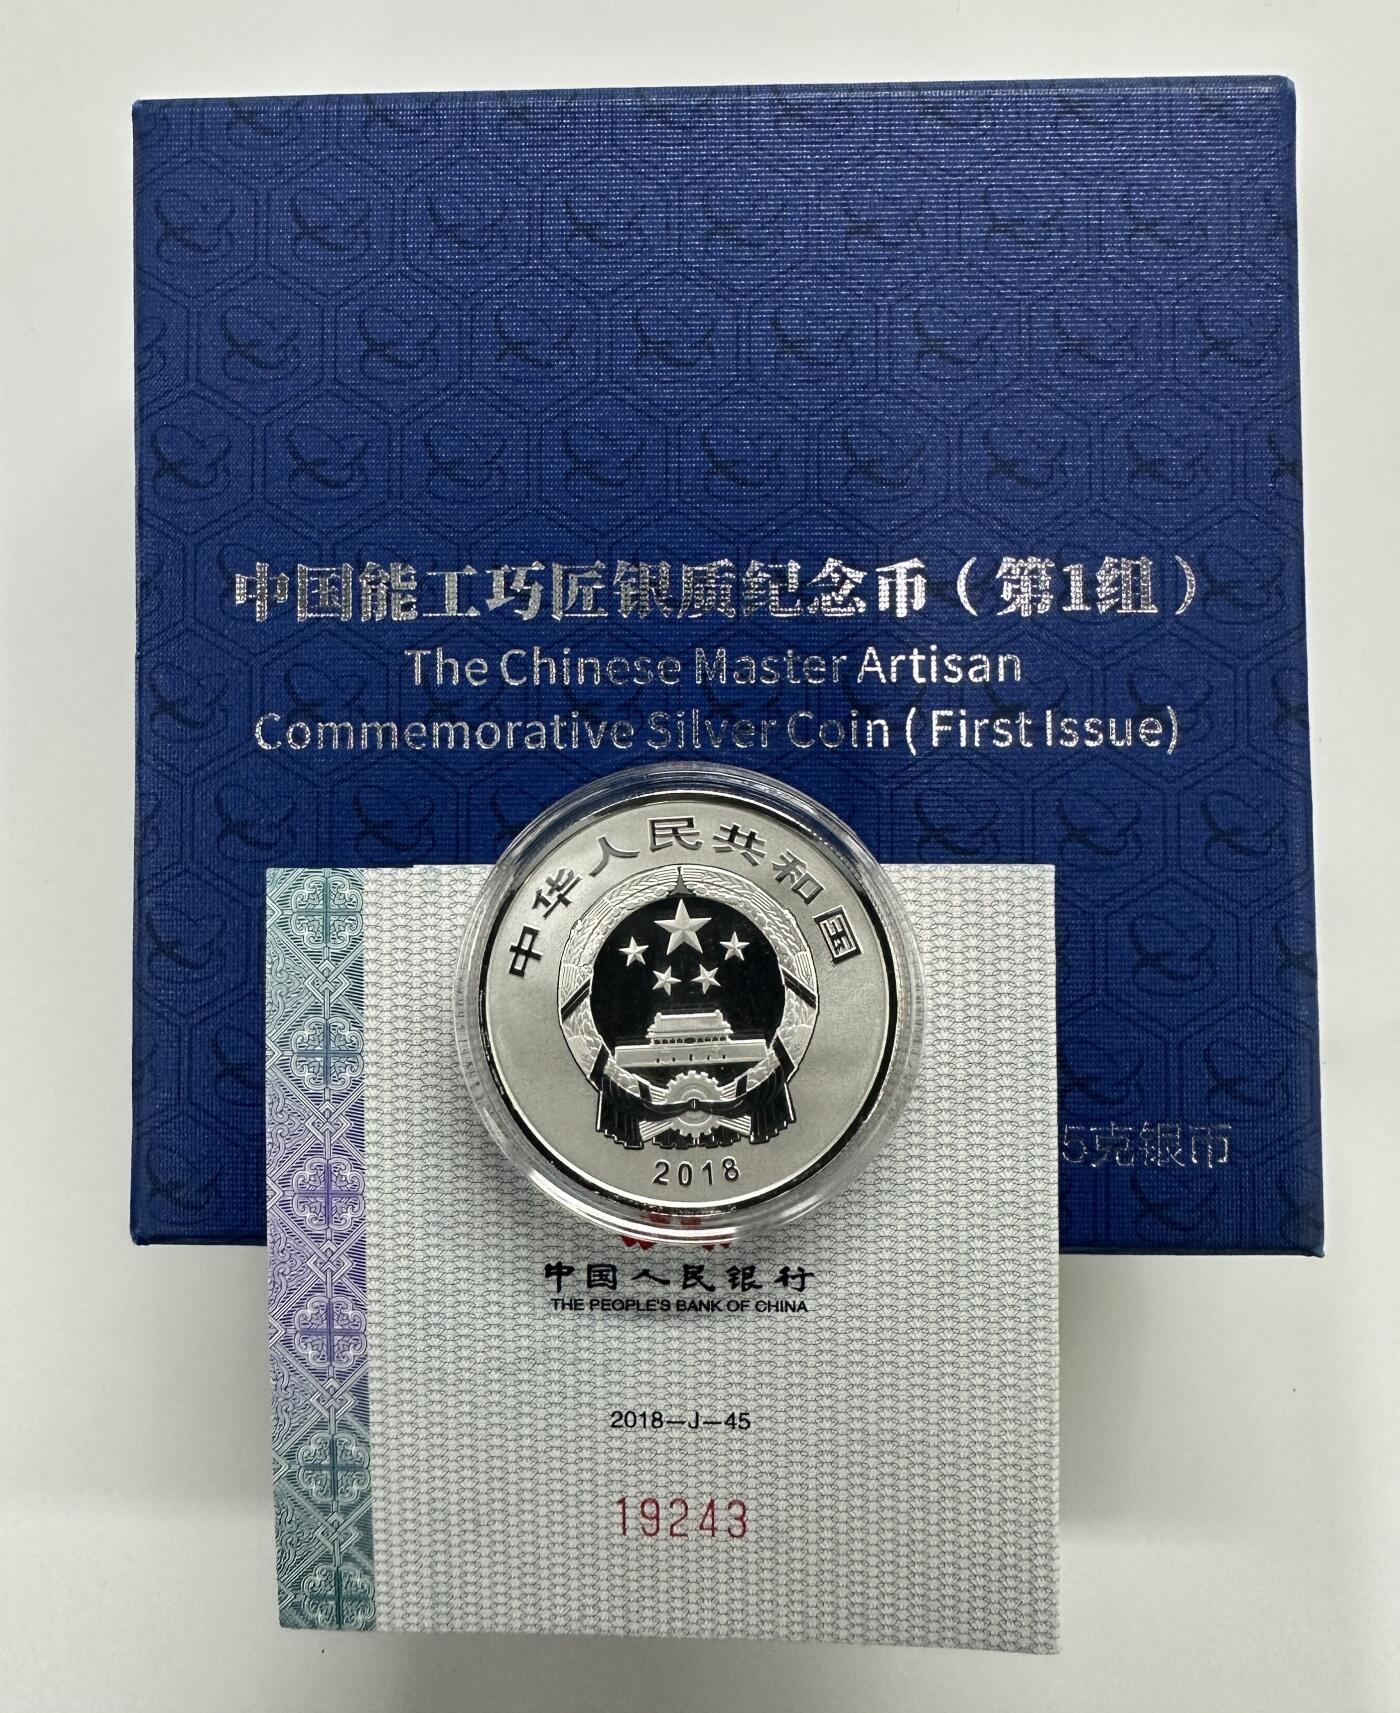 中国能工巧匠银质纪念币（第1组）
The Chinese Master Artisan
Commemorative Silver Coin ( First Issue)
中华人民共和国
2018
5克银币
中国人民银行
THE PEOPLE'S BANK OF CHINA
2018—J—45
19243